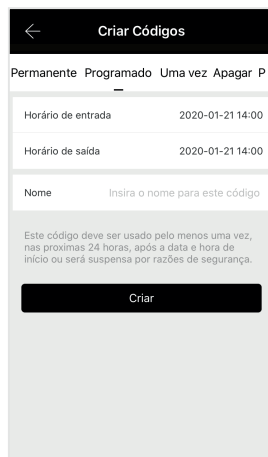 Criar Códigos
Permanente Programado Uma vez Apagar P
Horário de entrada 2020-01-21 14:00
Horário de saída 2020-01-21 14:00
Nome Insira o nome para este código
Este código deve ser usado pelo menos uma vez,
nas proximas 24 horas, após a data e hora de
início ou será suspensa por razões de segurança.
Criar